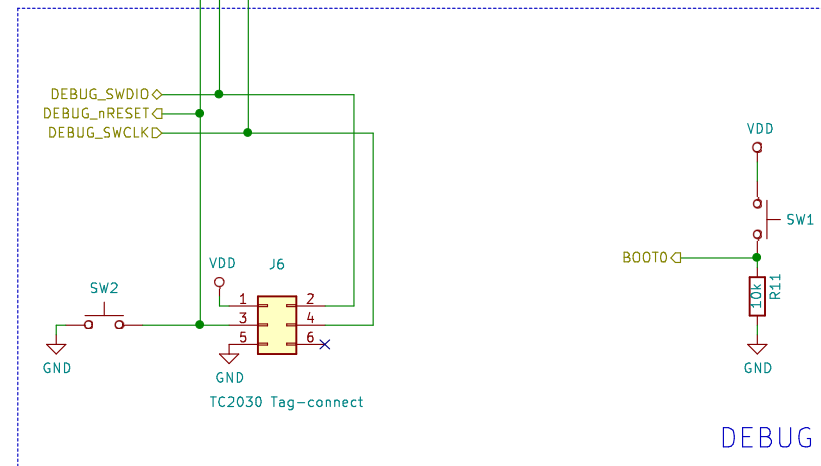 DEBUG_SWDIO
DEBUG_nRESET
DEBUG_SWCLK
VDD
SW1
BOOT0
10k
R11
GND
VDD
J6
SW2
1
2
3
4
5
6
GND
GND
TC2030 Tag-connect
DEBUG